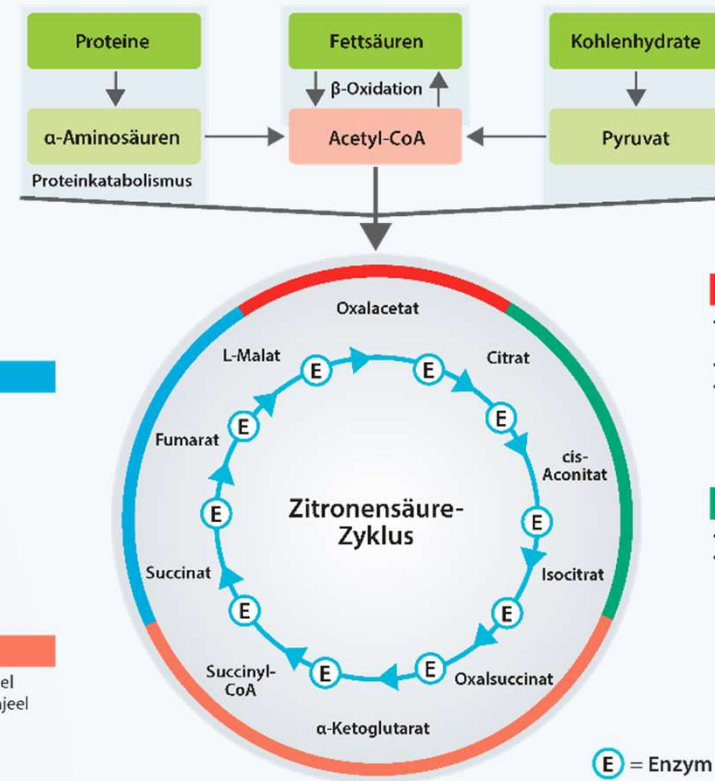 Proteine
Fettsäuren
Kohlenhydrate
β-Oxidation
α-Aminosäuren
Acetyl-CoA
Pyruvat
Proteinkatabolismus
Oxalacetat
L-Malat
Citrat
E
E
E
E
Fumarat
cis-
Aconitat
Zitronensäure-
Zyklus
E
E
Succinat
Isocitrat
E
E
E
E
Succinyl-
CoA
Oxalsuccinat
α-Ketoglutarat
E = Enzym